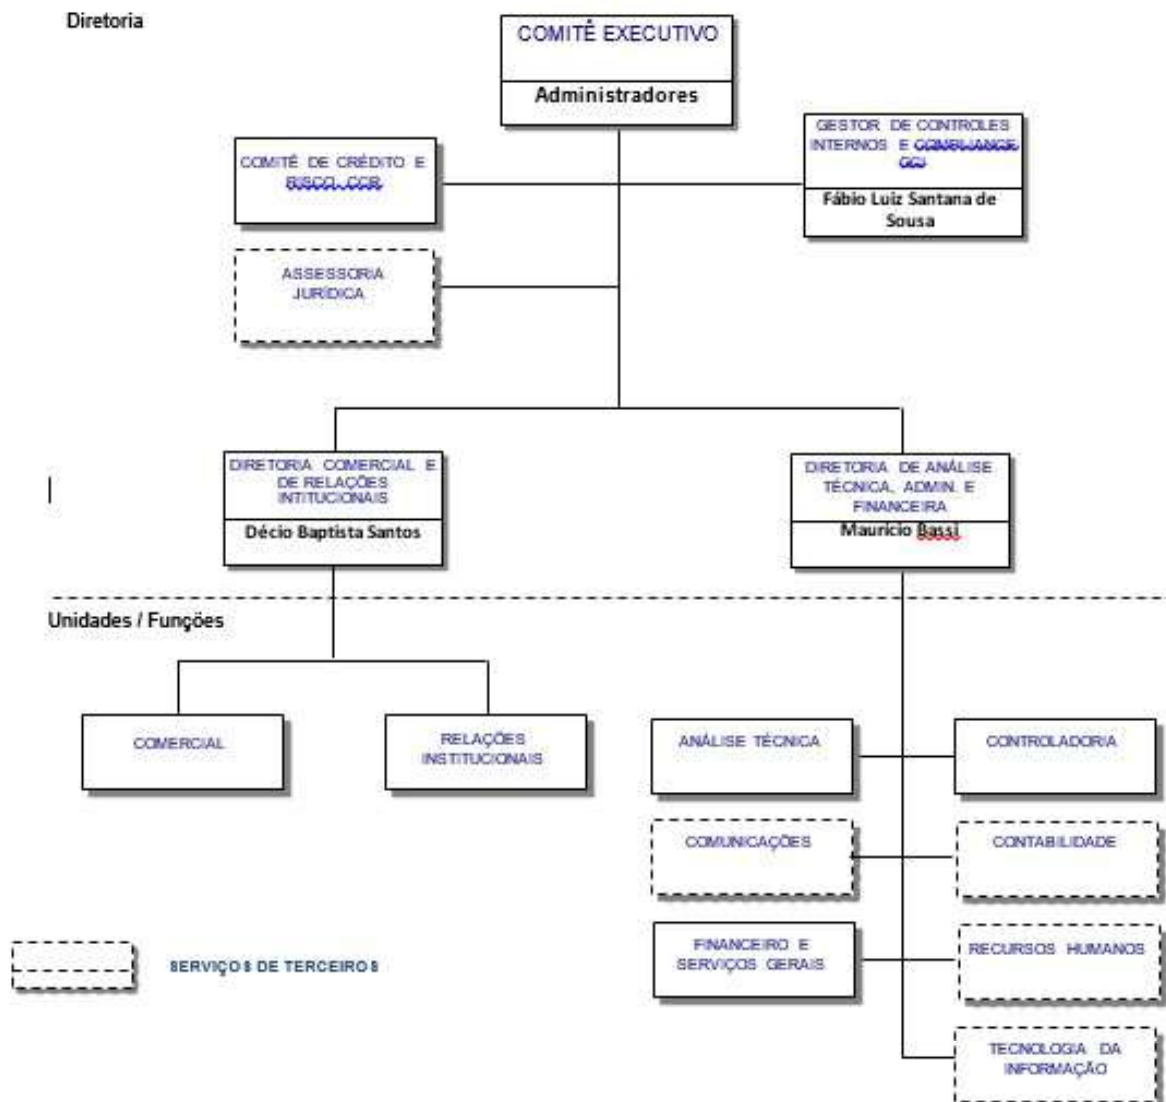 Diretoria
COMITÊ EXECUTIVO
Administradores
GESTOR DE CONTROLES
INTERNOS E COMPLIANCE
GCI
Fábio Luiz Santana de
Sousa
COMITÊ DE CRÉDITO E
RISCO CCR
ASSESSORIA
JURÍDICA
DIRETORIA COMERCIAL E
DE RELAÇÕES
INTITUCIONAIS
Décio Baptista Santos
DIRETORIA DE ANÁLISE
TÉCNICA, ADMIN. E
FINANCEIRA
Maurício Bassi
Unidades / Funções
COMERCIAL
RELAÇÕES
INSTITUCIONAIS
ANÁLISE TÉCNICA
CONTROLADORIA
COMUNICAÇÕES
CONTABILIDADE
FINANCEIRO E
SERVIÇOS GERAIS
RECURSOS HUMANOS
TECNOLOGIA DA
INFORMAÇÃO
SERVIÇOS DE TERCEIROS